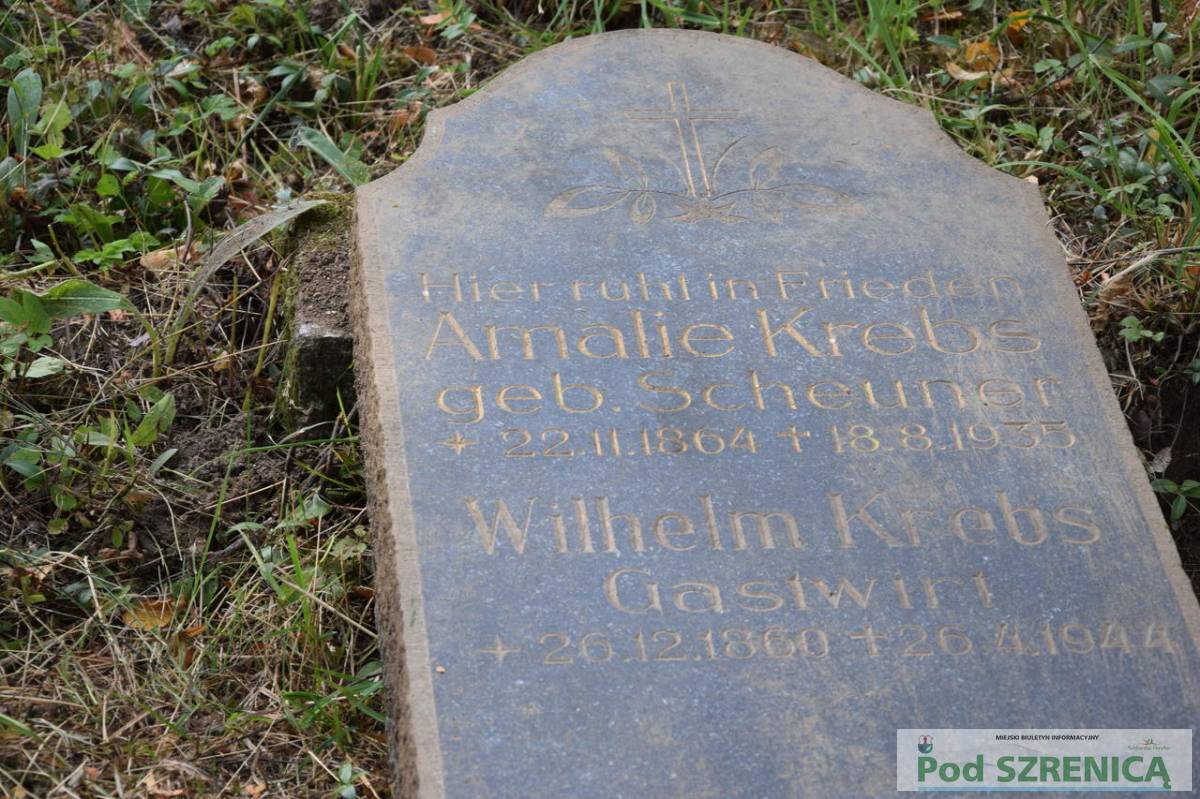 Hier ruht in Frieden
Amalie Krebs
geb. Scheuner
* 22.11.1864 † 18.8.1935
Wilhelm Krebs
Gastwirt
* 26.12.1860 † 26.4.1944
MIEJSKI BIULETYN INFORMACYJNY
Pod SZRENICĄ